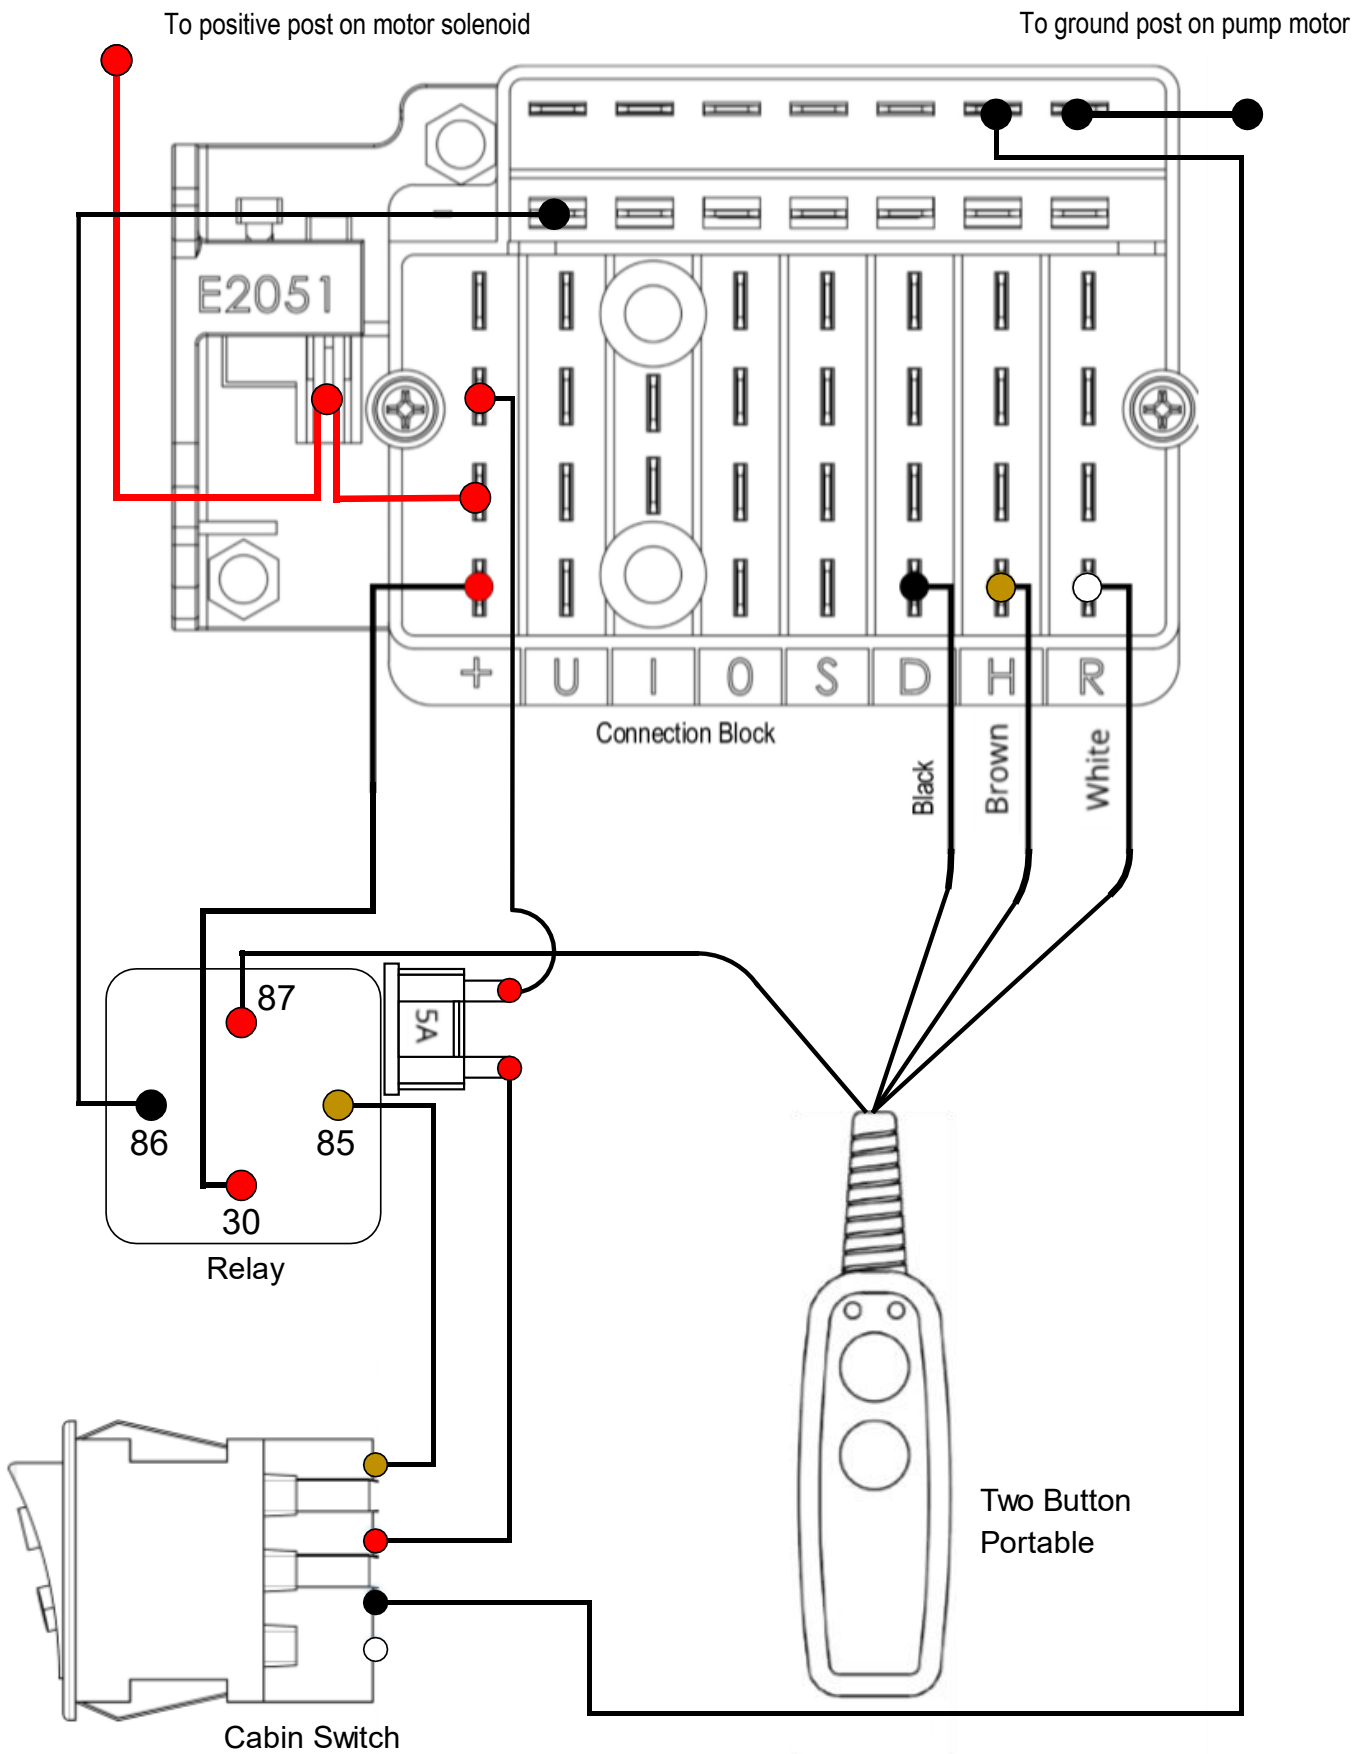 To positive post on motor solenoid
To ground post on pump motor
-
E2051
+ U I 0 S D H R
Connection Block
Black
Brown
White
87
5A
86
85
30
Relay
Two Button
Portable
Cabin Switch